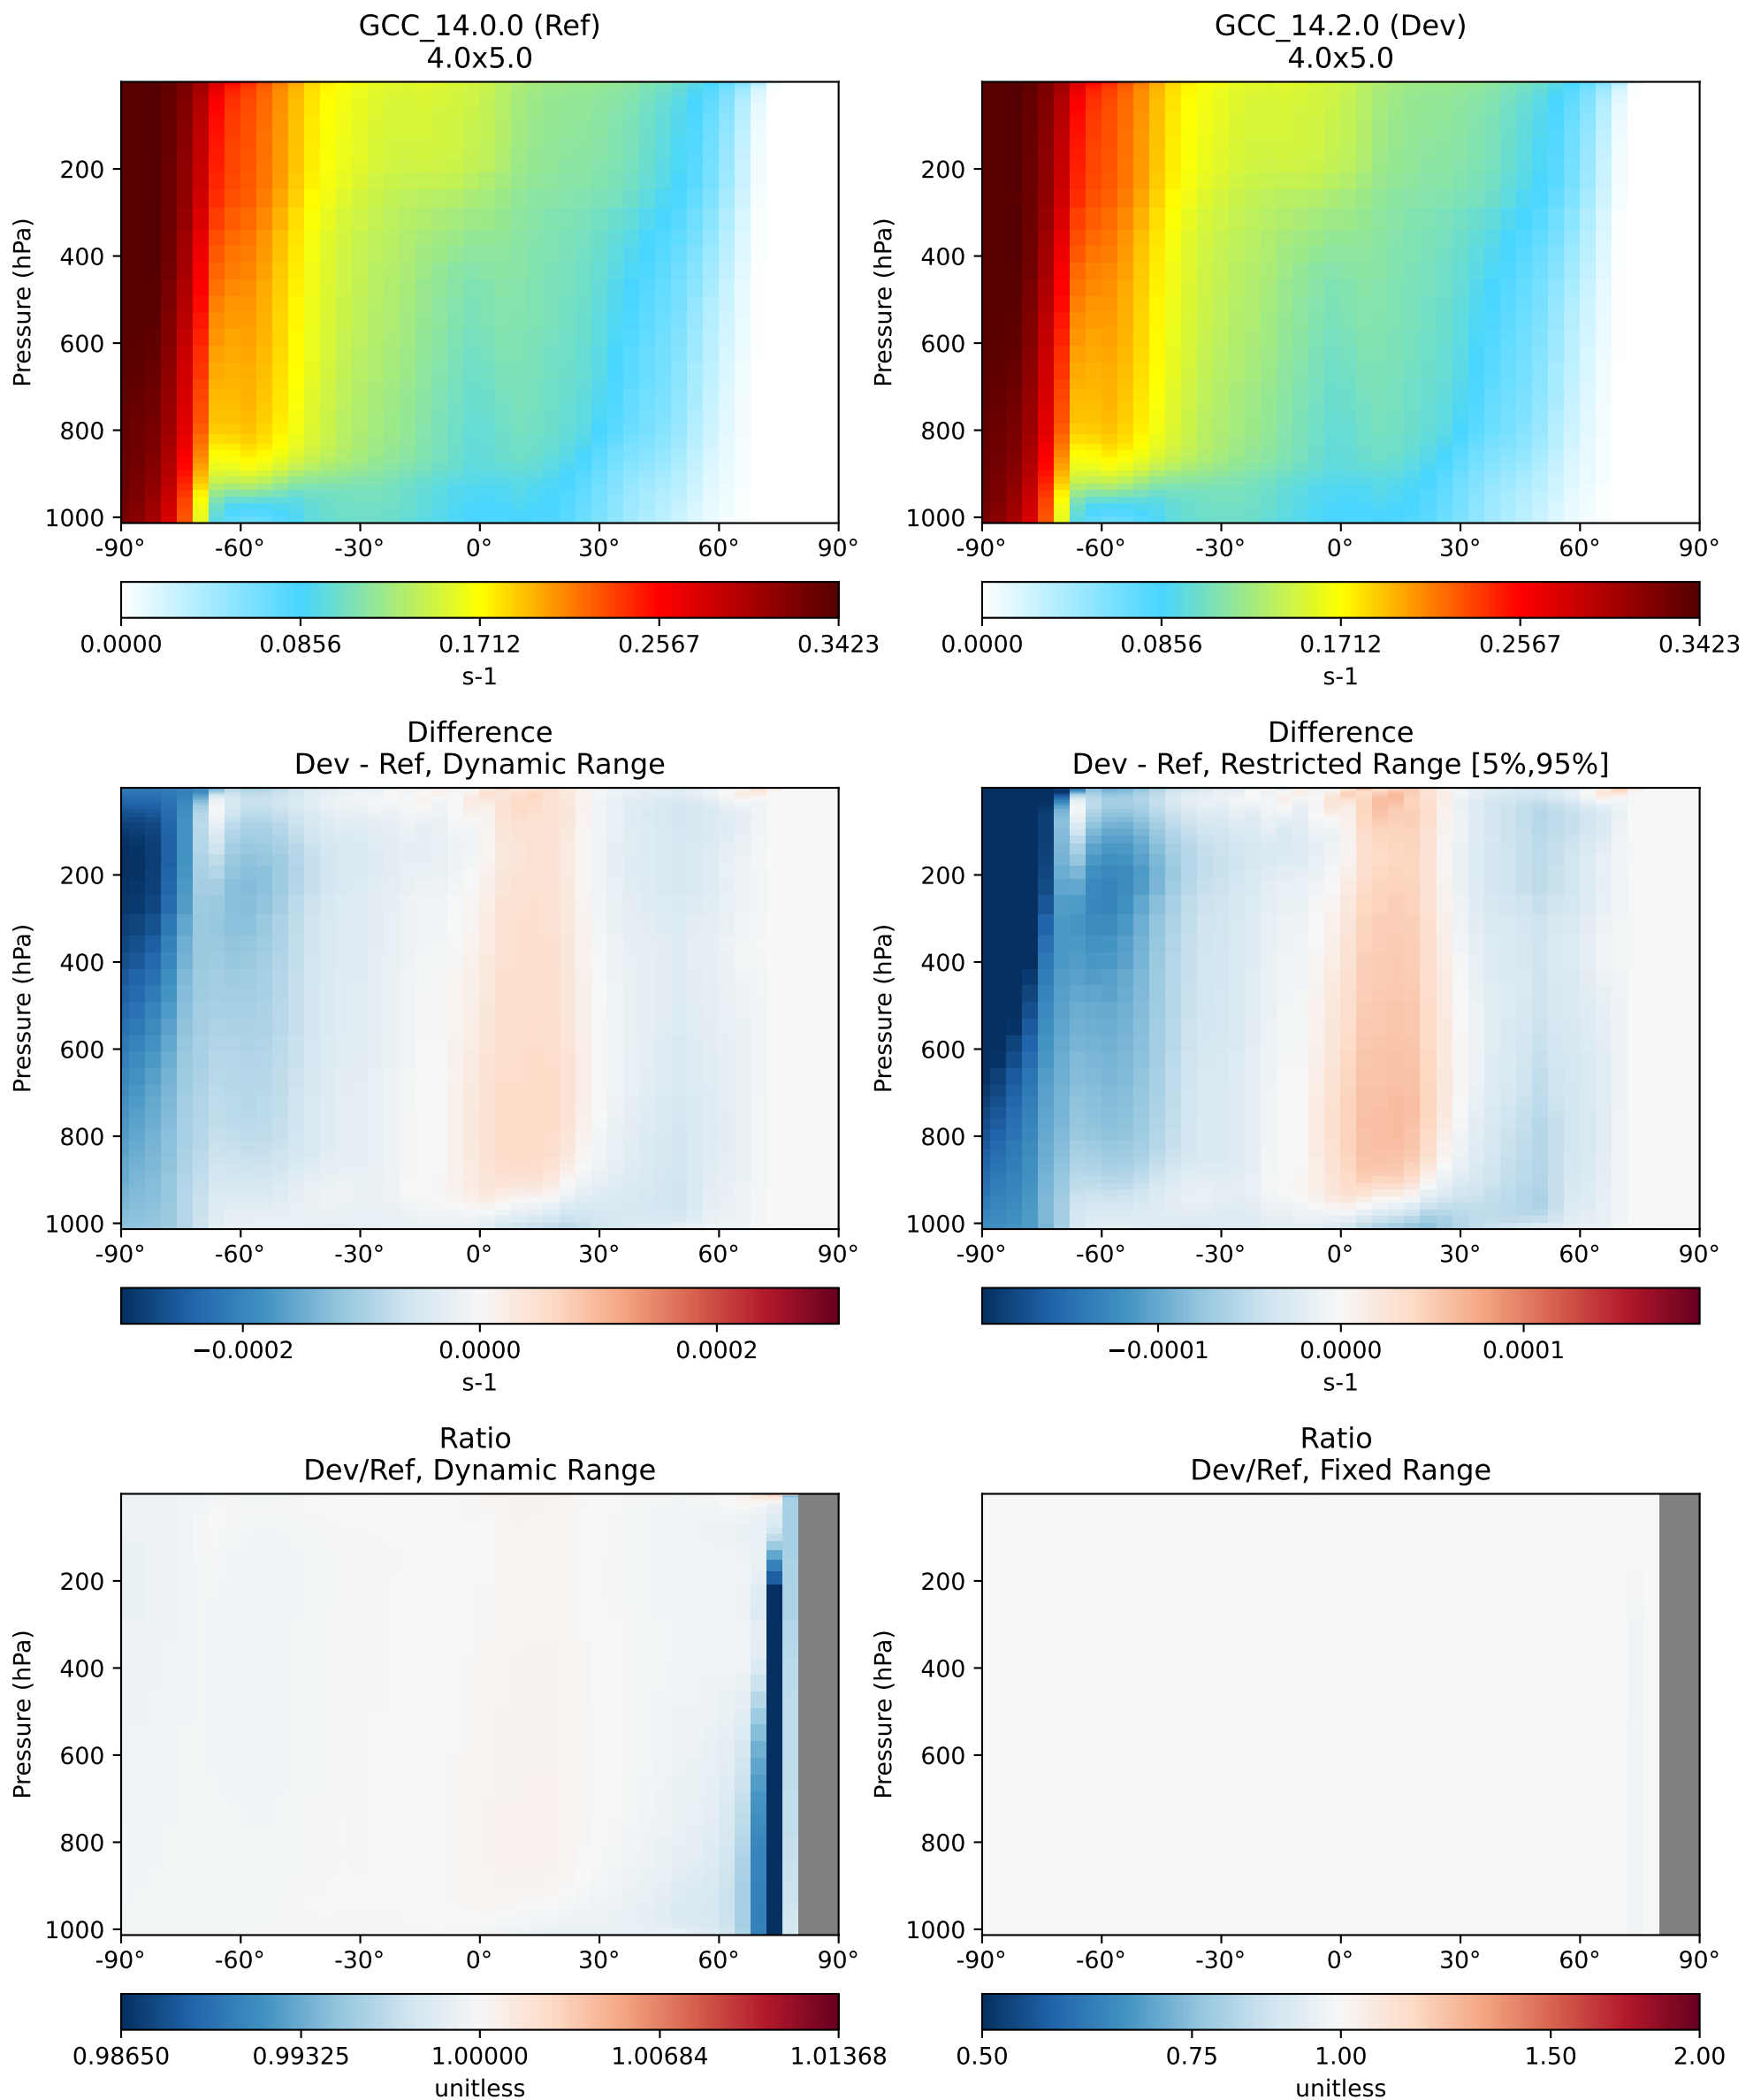 GCC_14.0.0 (Ref)
4.0x5.0
Pressure (hPa)
200
400
600
800
1000
-90° -60° -30° 0° 30° 60° 90°
0.0000 0.0856 0.1712 0.2567 0.3423
s-1
GCC_14.2.0 (Dev)
4.0x5.0
Pressure (hPa)
200
400
600
800
1000
-90° -60° -30° 0° 30° 60° 90°
0.0000 0.0856 0.1712 0.2567 0.3423
s-1
Difference
Dev - Ref, Dynamic Range
Pressure (hPa)
200
400
600
800
1000
-90° -60° -30° 0° 30° 60° 90°
−0.0002 0.0000 0.0002
s-1
Difference
Dev - Ref, Restricted Range [5%,95%]
Pressure (hPa)
200
400
600
800
1000
-90° -60° -30° 0° 30° 60° 90°
−0.0001 0.0000 0.0001
s-1
Ratio
Dev/Ref, Dynamic Range
Pressure (hPa)
200
400
600
800
1000
-90° -60° -30° 0° 30° 60° 90°
0.98650 0.99325 1.00000 1.00684 1.01368
unitless
Ratio
Dev/Ref, Fixed Range
Pressure (hPa)
200
400
600
800
1000
-90° -60° -30° 0° 30° 60° 90°
0.50 0.75 1.00 1.50 2.00
unitless